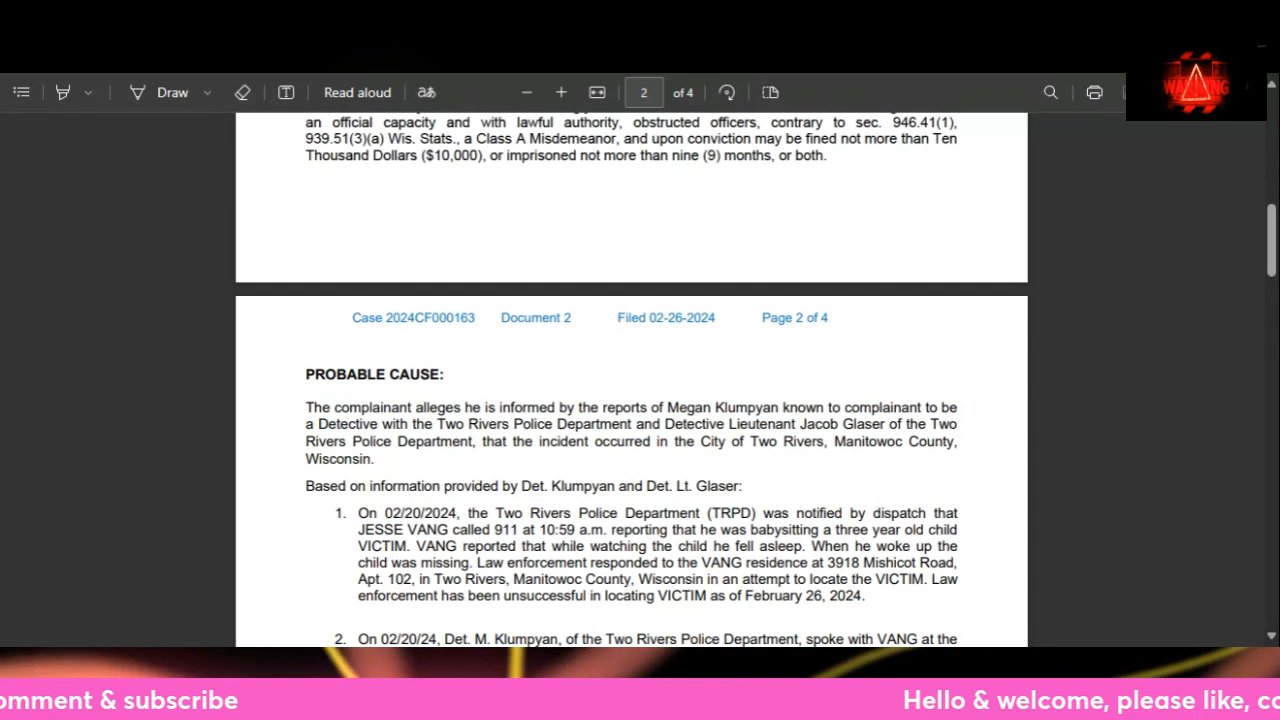 Draw
Read aloud
aあ
2 of 4
WARNING
an official capacity and with lawful authority, obstructed officers, contrary to sec. 946.41(1),
939.51(3)(a) Wis. Stats., a Class A Misdemeanor, and upon conviction may be fined not more than Ten
Thousand Dollars ($10,000), or imprisoned not more than nine (9) months, or both.
Case 2024CF000163 Document 2 Filed 02-26-2024 Page 2 of 4
PROBABLE CAUSE:
The complainant alleges he is informed by the reports of Megan Klumpyan known to complainant to be
a Detective with the Two Rivers Police Department and Detective Lieutenant Jacob Glaser of the Two
Rivers Police Department, that the incident occurred in the City of Two Rivers, Manitowoc County,
Wisconsin.
Based on information provided by Det. Klumpyan and Det. Lt. Glaser:
1. On 02/20/2024, the Two Rivers Police Department (TRPD) was notified by dispatch that
JESSE VANG called 911 at 10:59 a.m. reporting that he was babysitting a three year old child
VICTIM. VANG reported that while watching the child he fell asleep. When he woke up the
child was missing. Law enforcement responded to the VANG residence at 3918 Mishicot Road,
Apt. 102, in Two Rivers, Manitowoc County, Wisconsin in an attempt to locate the VICTIM. Law
enforcement has been unsuccessful in locating VICTIM as of February 26, 2024.
2. On 02/20/24, Det. M. Klumpyan, of the Two Rivers Police Department, spoke with VANG at the
omment & subscribe
Hello & welcome, please like, co